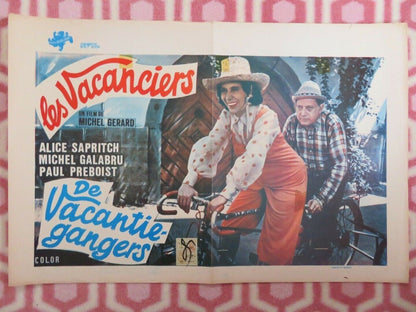 les Vacanciers
UN FILM DE
MICHEL GERARD
ALICE SAPRITCH
MICHEL GALABRU
PAUL PREBOIST
De
Vacantie-
gangers
COLOR